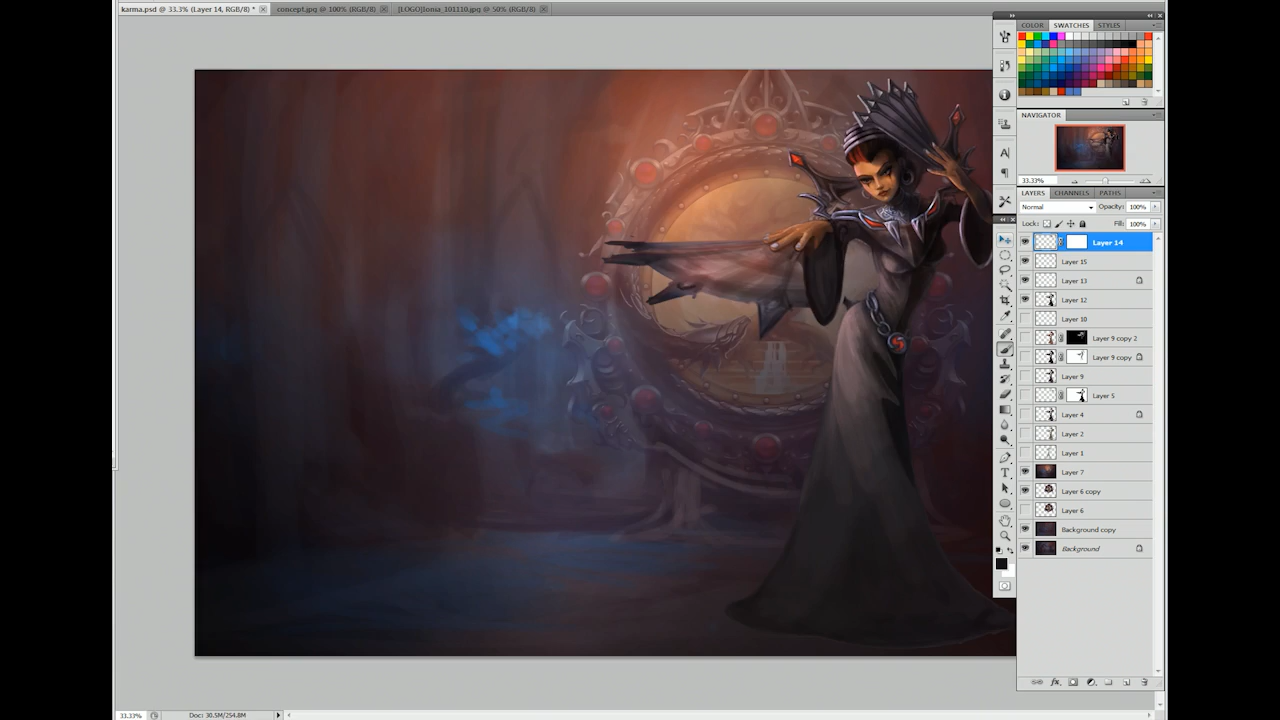 karma.psd @ 33.3% (Layer 14, RGB/8) *
concept.jpg @ 100% (RGB/8)
[LOGO]Ionia_101110.jpg @ 50% (RGB/8)
COLOR SWATCHES STYLES
NAVIGATOR
33.33%
LAYERS CHANNELS PATHS
Normal Opacity: 100%
Lock: Fill: 100%
Layer 14
Layer 15
Layer 13
Layer 12
Layer 10
Layer 9 copy 2
Layer 9 copy
Layer 9
Layer 5
Layer 4
Layer 2
Layer 1
Layer 7
Layer 6 copy
Layer 6
Background copy
Background
33.33% Doc: 30.5M/254.8M